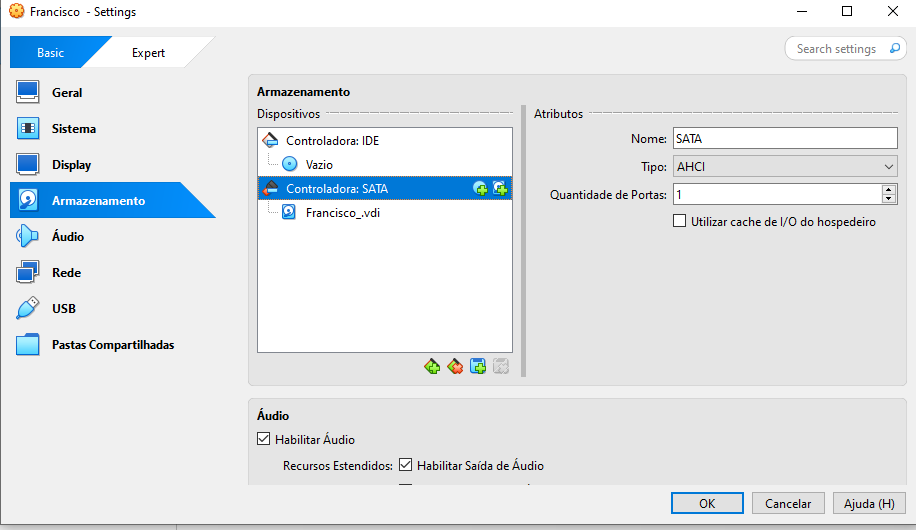 Francisco - Settings
Basic
Expert
Search settings
Geral
Sistema
Display
Armazenamento
Áudio
Rede
USB
Pastas Compartilhadas
Armazenamento
Dispositivos
Controladora: IDE
Vazio
Controladora: SATA
Francisco_.vdi
Atributos
Nome: SATA
Tipo: AHCI
Quantidade de Portas: 1
Utilizar cache de I/O do hospedeiro
Áudio
Habilitar Áudio
Recursos Estendidos: Habilitar Saída de Áudio
OK
Cancelar
Ajuda (H)